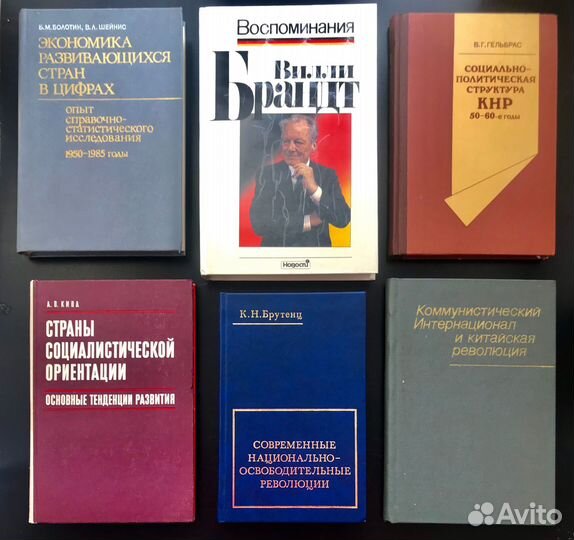 Б.М.БОЛОТИН, В.Л.ШЕЙНИС
ЭКОНОМИКА
РАЗВИВАЮЩИХСЯ
СТРАН
В ЦИФРАХ
ОПЫТ
СПРАВОЧНО-
СТАТИСТИЧЕСКОГО
ИССЛЕДОВАНИЯ
1950-1985 ГОДЫ
Воспоминания
Вилли
Брандт
Новости
В.Г.ГЕЛЬБРАС
СОЦИАЛЬНО-
ПОЛИТИЧЕСКАЯ
СТРУКТУРА
КНР
50-60-е годы
А.В.КИВА
СТРАНЫ
СОЦИАЛИСТИЧЕСКОЙ
ОРИЕНТАЦИИ
ОСНОВНЫЕ ТЕНДЕНЦИИ РАЗВИТИЯ
К.Н.Брутенц
СОВРЕМЕННЫЕ
НАЦИОНАЛЬНО-
ОСВОБОДИТЕЛЬНЫЕ
РЕВОЛЮЦИИ
Коммунистический
Интернационал
и китайская
революция
Avito